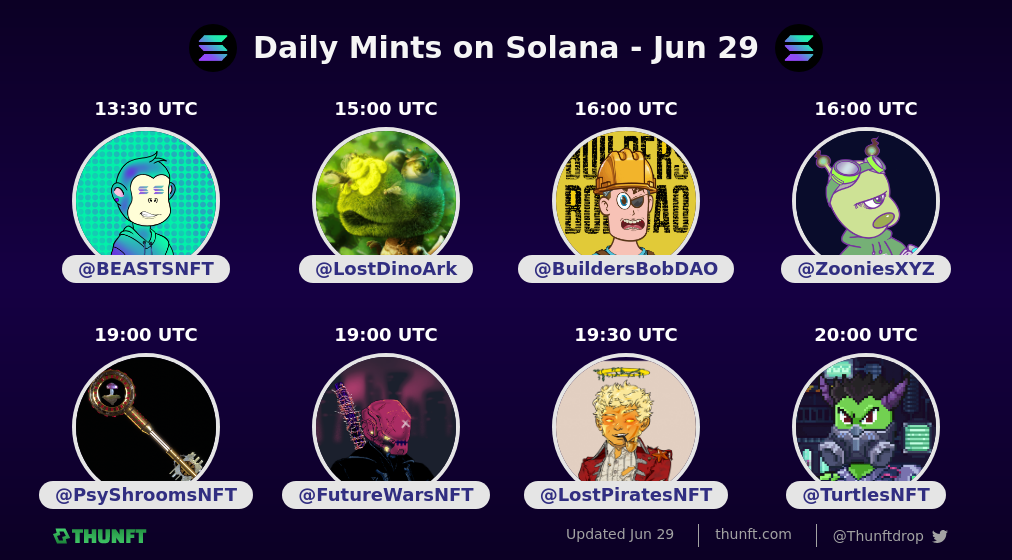 Daily Mints on Solana - Jun 29
13:30 UTC
15:00 UTC
16:00 UTC
16:00 UTC
BUILDERS
@BEASTSNFT
@LostDinoArk
@BuildersBobDAO
@ZooniesXYZ
19:00 UTC
19:00 UTC
19:30 UTC
20:00 UTC
@PsyShroomsNFT
@FutureWarsNFT
@LostPiratesNFT
@TurtlesNFT
THUNFT
Updated Jun 29
thunft.com
@Thunftdrop